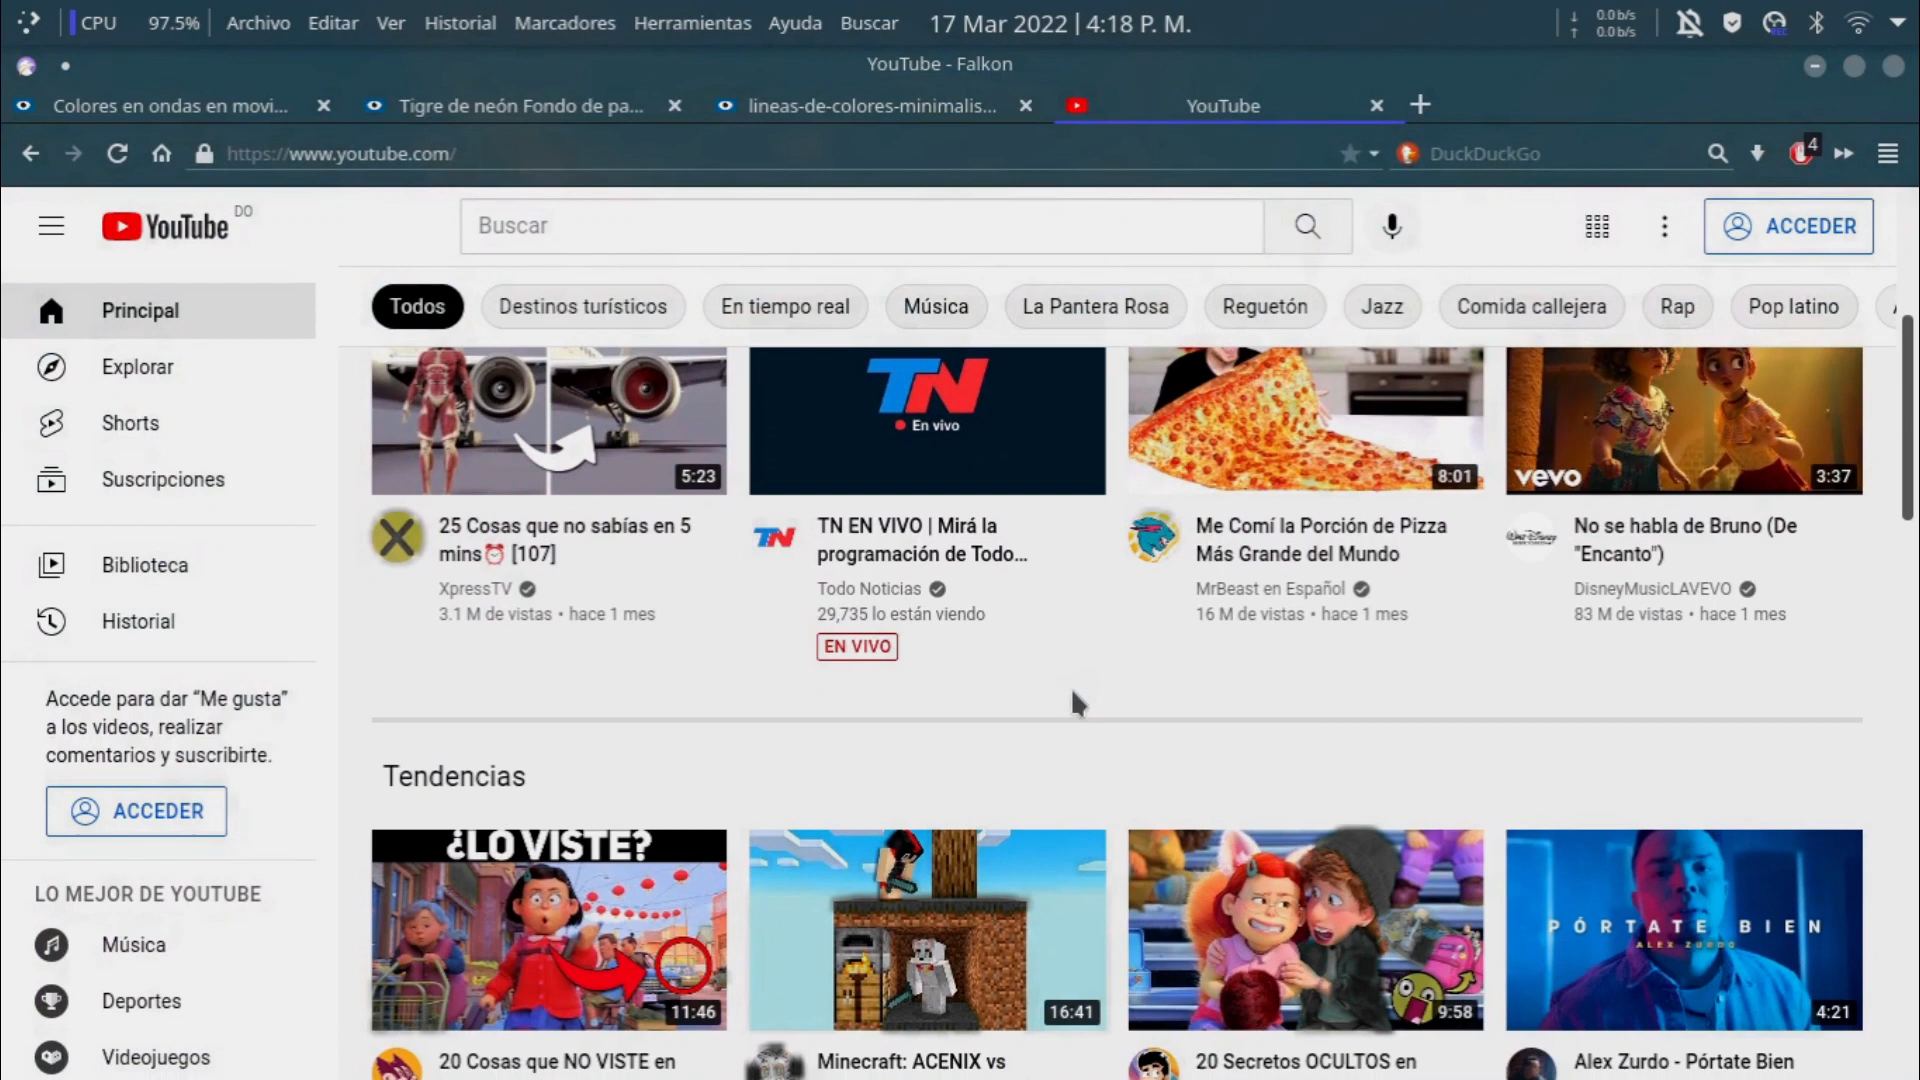 CPU 97.5% Archivo Editar Ver Historial Marcadores Herramientas Ayuda Buscar 17 Mar 2022 | 4:18 P. M. 0.0 b/s
0.0 b/s
REC
YouTube - Falkon
Colores en ondas en movi... Tigre de neón Fondo de pa... lineas-de-colores-minimalis... YouTube
https://www.youtube.com/ DuckDuckGo 4
YouTube DO Buscar ACCEDER
Principal
Todos Destinos turísticos En tiempo real Música La Pantera Rosa Reguetón Jazz Comida callejera Rap Pop latino
Explorar
Shorts
Suscripciones
Biblioteca
Historial
Accede para dar “Me gusta”
a los videos, realizar
comentarios y suscribirte.
ACCEDER
LO MEJOR DE YOUTUBE
Música
Deportes
Videojuegos
5:23
25 Cosas que no sabías en 5
mins⏰ [107]
XpressTV
3.1 M de vistas • hace 1 mes
TN
En vivo
TN
TN EN VIVO | Mirá la
programación de Todo...
Todo Noticias
29,735 lo están viendo
EN VIVO
8:01
Me Comí la Porción de Pizza
Más Grande del Mundo
MrBeast en Español
16 M de vistas • hace 1 mes
vevo 3:37
Walt Disney
No se habla de Bruno (De
"Encanto")
DisneyMusicLAVEVO
83 M de vistas • hace 1 mes
Tendencias
¿LO VISTE?
11:46
20 Cosas que NO VISTE en
16:41
Minecraft: ACENIX vs
9:58
20 Secretos OCULTOS en
PÓRTATE BIEN
ALEX ZURDO
4:21
Alex Zurdo - Pórtate Bien